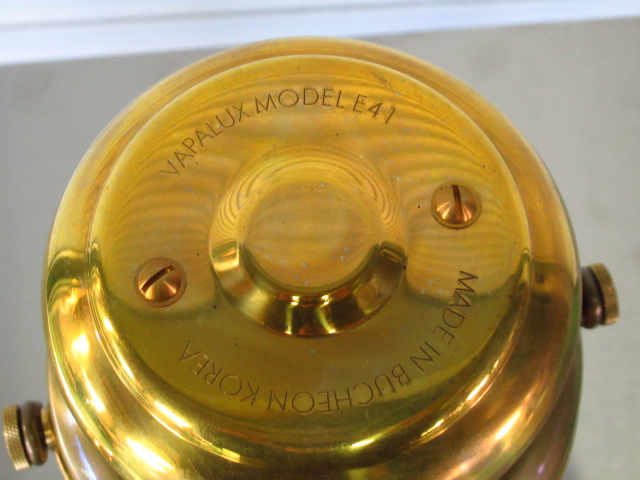 VAPALUX MODEL E41
MADE IN BUCHEON KOREA